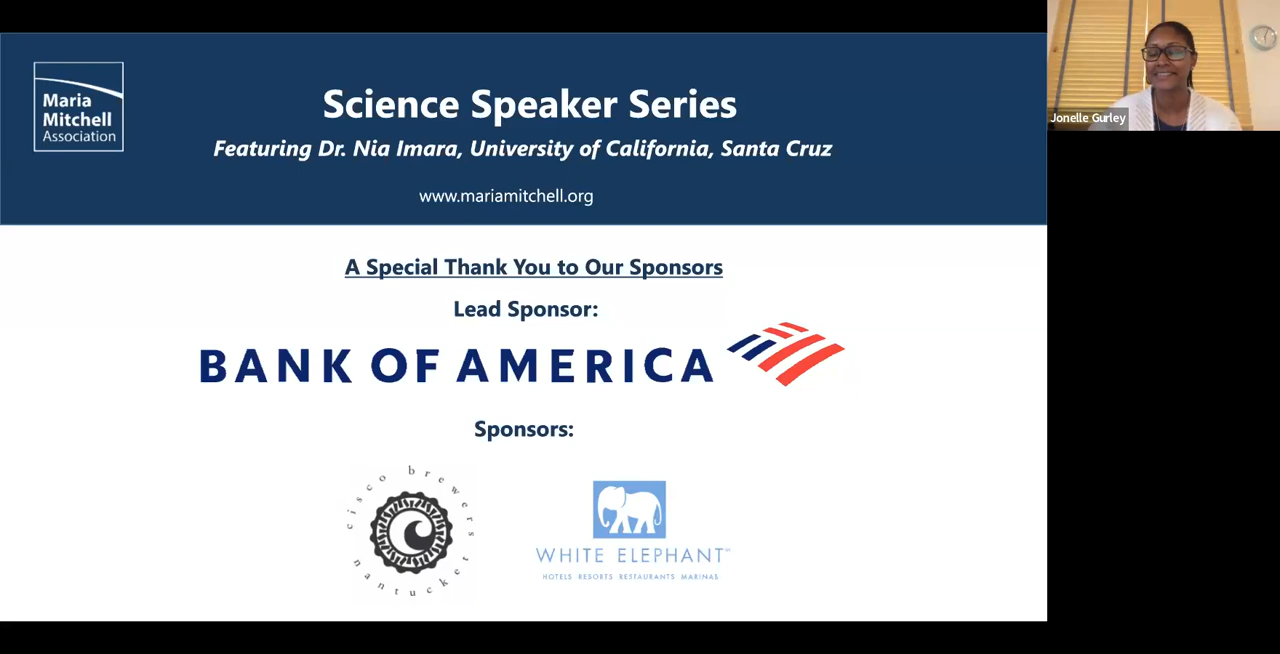 Maria
Mitchell
Association
Science Speaker Series
Featuring Dr. Nia Imara, University of California, Santa Cruz
www.mariamitchell.org
Jonelle Gurley
A Special Thank You to Our Sponsors
Lead Sponsor:
BANK OF AMERICA
Sponsors:
cisco brewers
nantucket
WHITE ELEPHANT
HOTELS RESORTS RESTAURANTS MARINAS